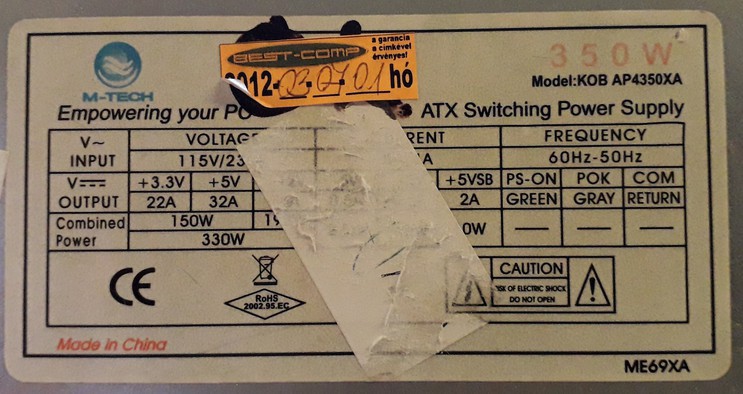 M-TECH
BEST-COMP
a garancia
a címkével
érvényes!
2012-03-07-01 hó
350W
Model:KOB AP4350XA
Empowering your PC
ATX Switching Power Supply
V~ INPUT VOLTAGE FREQUENCY
115V/23 A 60Hz-50Hz
V⎓ OUTPUT +3.3V +5V +5VSB PS-ON POK COM
22A 32A 2A GREEN GRAY RETURN
Combined Power 150W 0W — — —
330W
CE
RoHS
2002.95.EC
CAUTION
RISK OF ELECTRIC SHOCK
DO NOT OPEN
Made in China
ME69XA